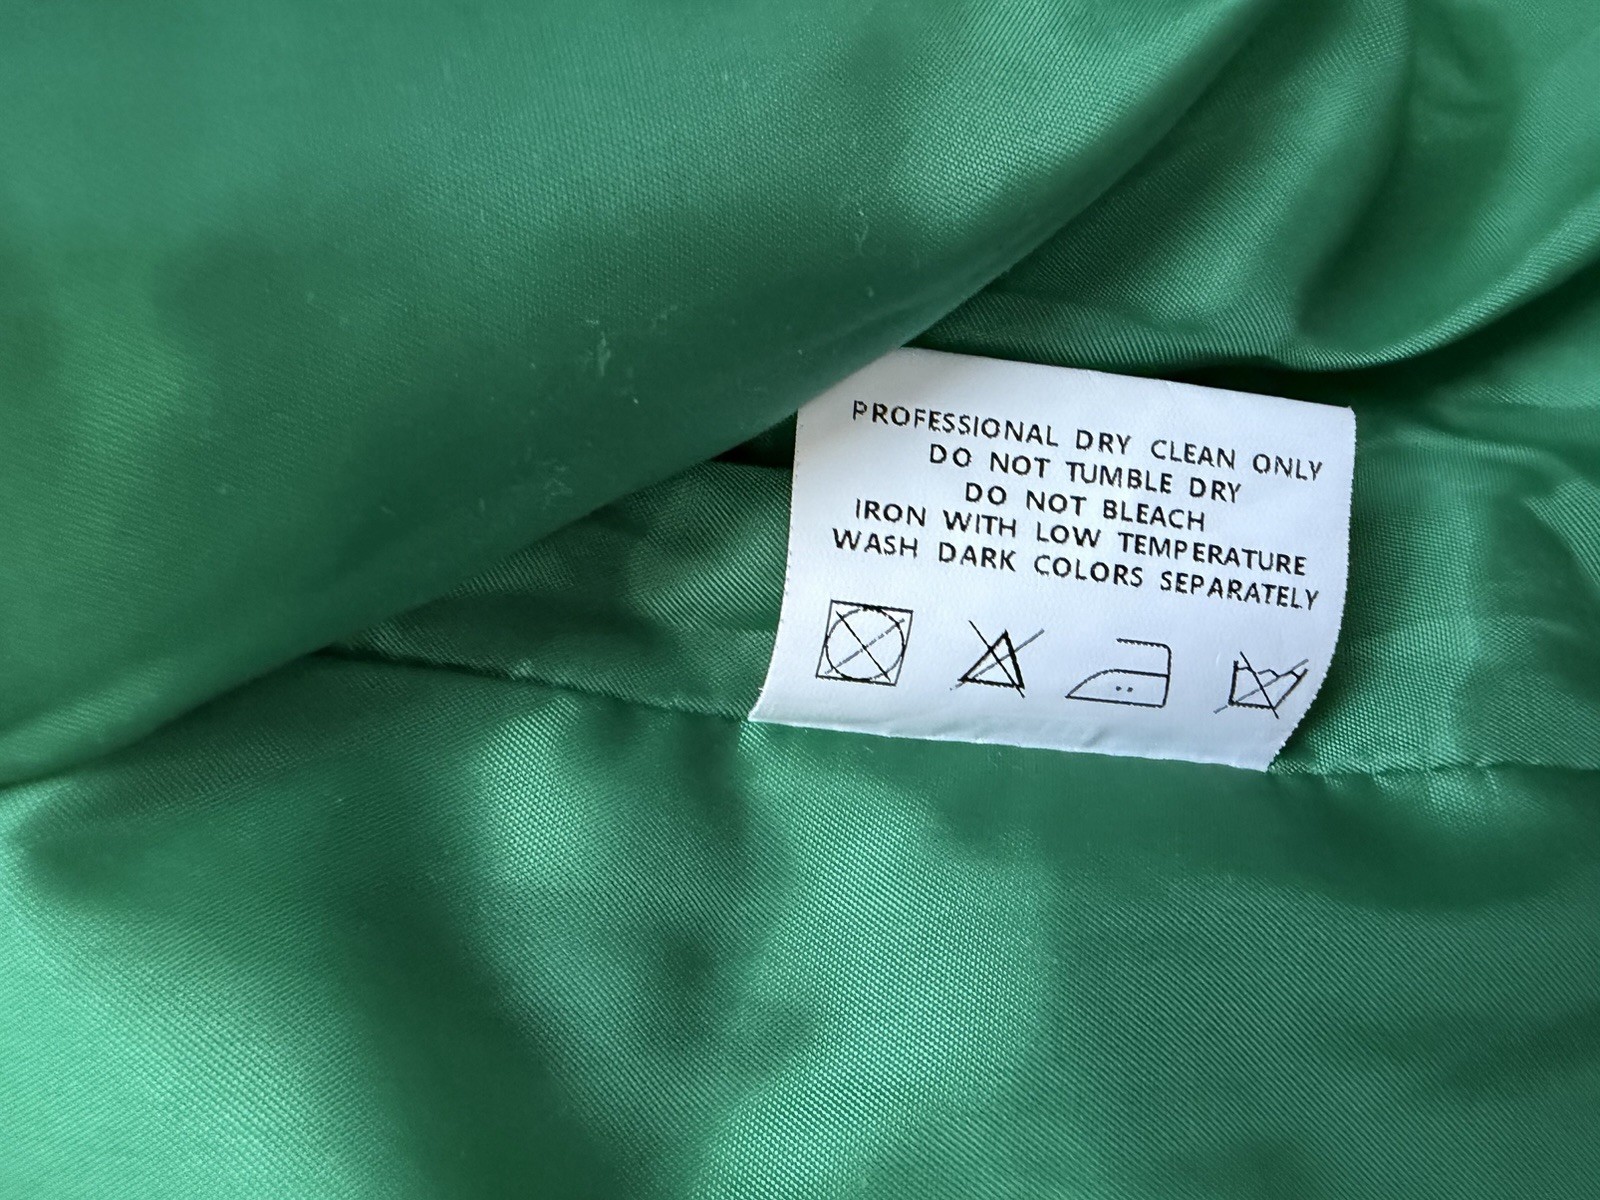 PROFESSIONAL DRY CLEAN ONLY
DO NOT TUMBLE DRY
DO NOT BLEACH
IRON WITH LOW TEMPERATURE
WASH DARK COLORS SEPARATELY